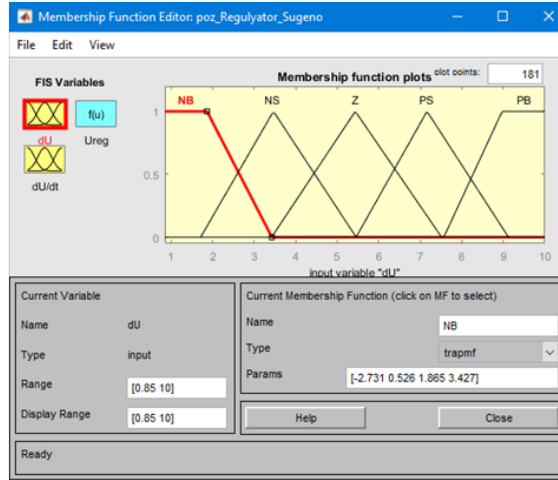 Membership Function Editor: poz_Regulyator_Sugeno
File Edit View
FIS Variables
dU
f(u)
Ureg
dU/dt
Membership function plots
plot points:
181
NB NS Z PS PB
1
0.5
0
1 2 3 4 5 6 7 8 9 10
input variable "dU"
Current Variable
Name dU
Type input
Range [0.85 10]
Display Range [0.85 10]
Current Membership Function (click on MF to select)
Name NB
Type trapmf
Params [-2.731 0.526 1.865 3.427]
Help Close
Ready